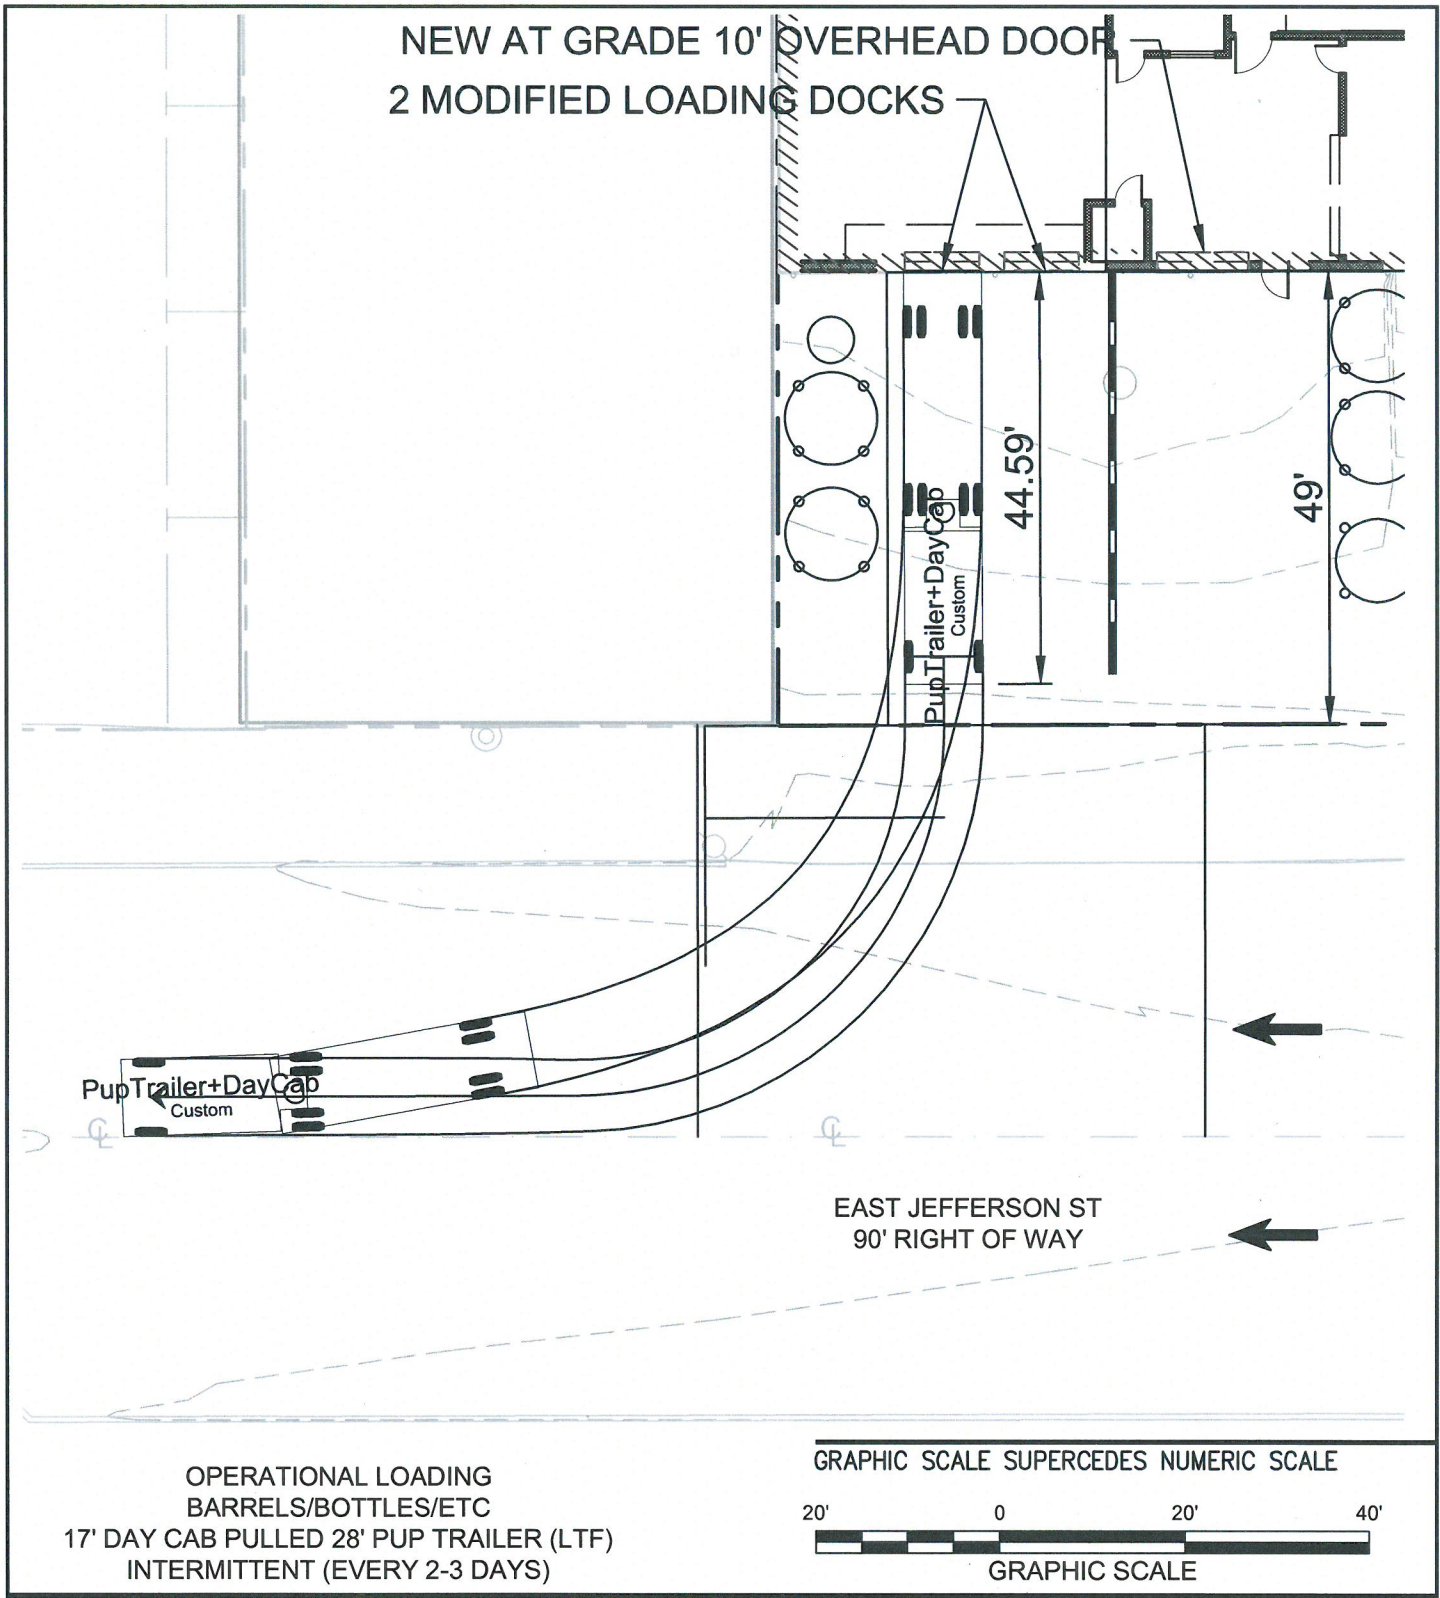 NEW AT GRADE 10' OVERHEAD DOOR
2 MODIFIED LOADING DOCKS
44.59'
49'
PupTrailer+DayCab
Custom
PupTrailer+DayCab
Custom
CL
CL
EAST JEFFERSON ST
90' RIGHT OF WAY
OPERATIONAL LOADING
BARRELS/BOTTLES/ETC
17' DAY CAB PULLED 28' PUP TRAILER (LTF)
INTERMITTENT (EVERY 2-3 DAYS)
GRAPHIC SCALE SUPERCEDES NUMERIC SCALE
20' 0 20' 40'
GRAPHIC SCALE